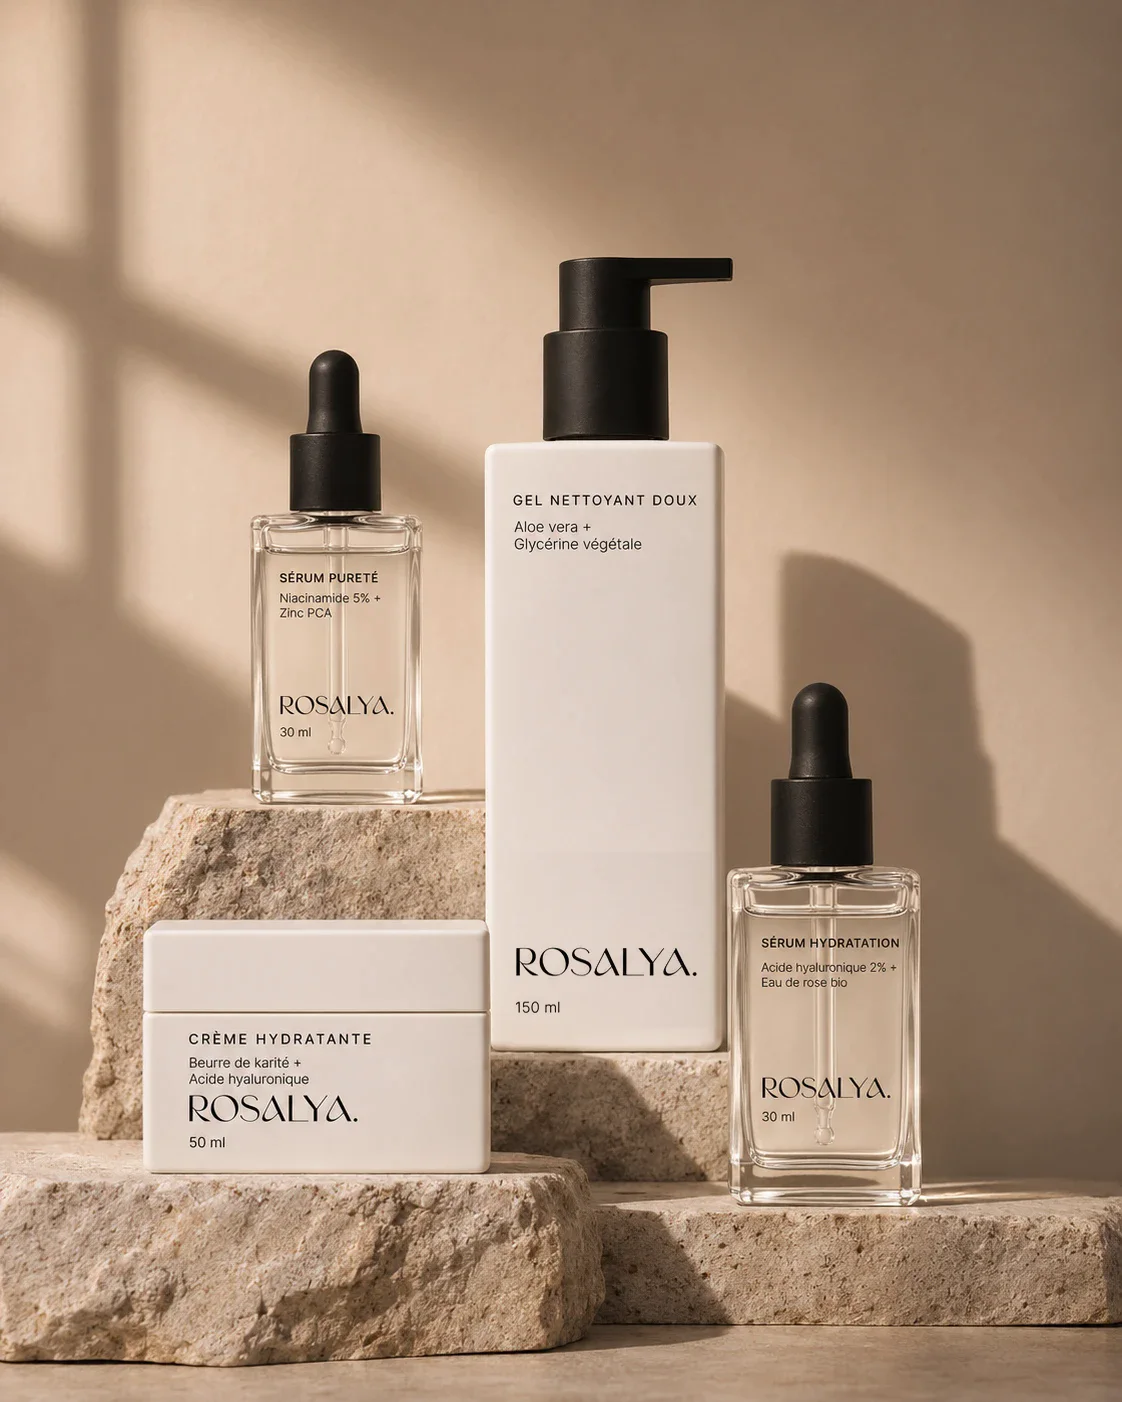 GEL NETTOYANT DOUX
Aloe vera +
Glycérine végétale
ROSALYA.
150 ml
SÉRUM PURETÉ
Niacinamide 5% +
Zinc PCA
ROSALYA.
30 ml
SÉRUM HYDRATATION
Acide hyaluronique 2% +
Eau de rose bio
ROSALYA.
30 ml
CRÈME HYDRATANTE
Beurre de karité +
Acide hyaluronique
ROSALYA.
50 ml